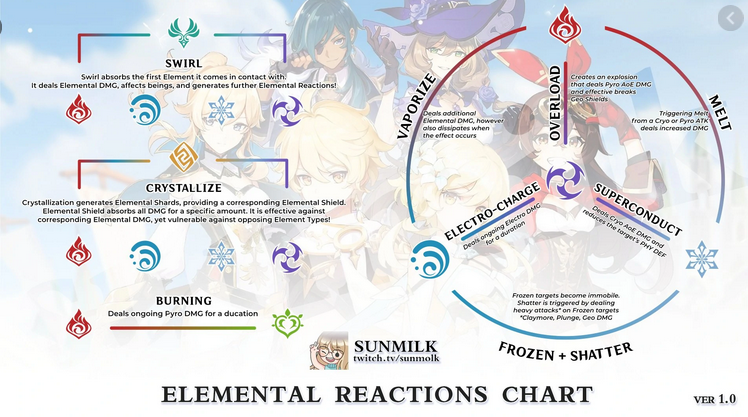 SWIRL
Swirl absorbs the first Element it comes in contact with.
It deals Elemental DMG, affects beings, and generates further Elemental Reactions!
CRYSTALLIZE
Crystallization generates Elemental Shards, providing a corresponding Elemental Shield.
Elemental Shield absorbs all DMG for a specific amount. It is effective against
corresponding Elemental DMG, yet vulnerable against opposing Element Types!
BURNING
Deals ongoing Pyro DMG for a ducation
VAPORIZE
Deals additional
Elemental DMG, however
also dissipates when
the effect occurs
OVERLOAD
Creates an explosion
that deals Pyro AoE DMG
and effective breaks
Geo Shields
MELT
Triggering Melt
from a Cryo or Pyro ATK
deals increased DMG
ELECTRO-CHARGE
Deals ongoing Electro DMG
for a duration
SUPERCONDUCT
Deals Cryo AoE DMG and
reduces the target's PHY DEF
Frozen targets become immobile.
Shatter is triggered by dealing
heavy attacks* on Frozen targets
*Claymore, Plunge, Geo DMG
FROZEN + SHATTER
SUNMILK
twitch.tv/sunmolk
ELEMENTAL REACTIONS CHART
VER 1.0